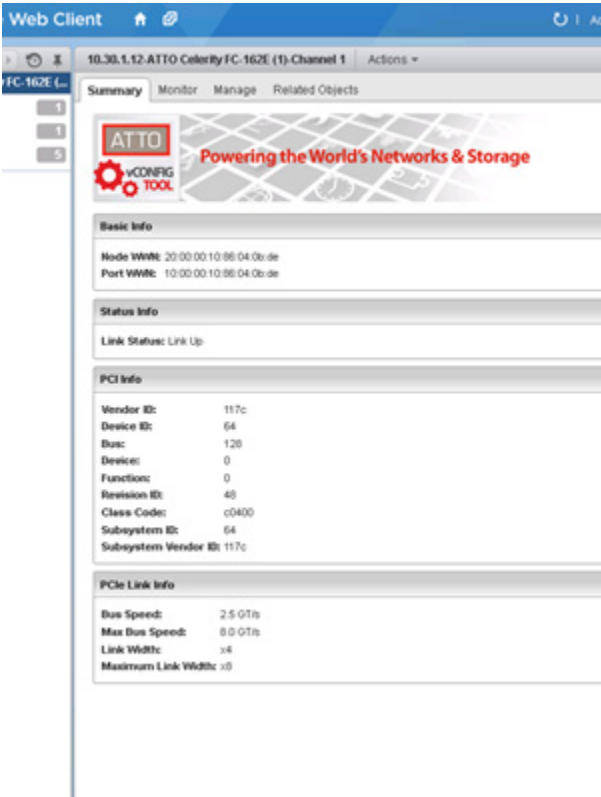 Web Client
10.30.1.12-ATTO Celerity FC-162E (1)-Channel 1 Actions
FC-162E (...
1
1
5
Summary Monitor Manage Related Objects
ATTO
vCONFIG
TOOL
Powering the World's Networks & Storage
Basic Info
Node WWN: 20:00:00:10:86:04:0b:de
Port WWN: 10:00:00:10:86:04:0b:de
Status Info
Link Status: Link Up
PCI Info
Vendor ID: 117c
Device ID: 64
Bus: 128
Device: 0
Function: 0
Revision ID: 48
Class Code: c0400
Subsystem ID: 64
Subsystem Vendor ID: 117c
PCIe Link Info
Bus Speed: 2.5 GT/s
Max Bus Speed: 8.0 GT/s
Link Width: x4
Maximum Link Width: x8